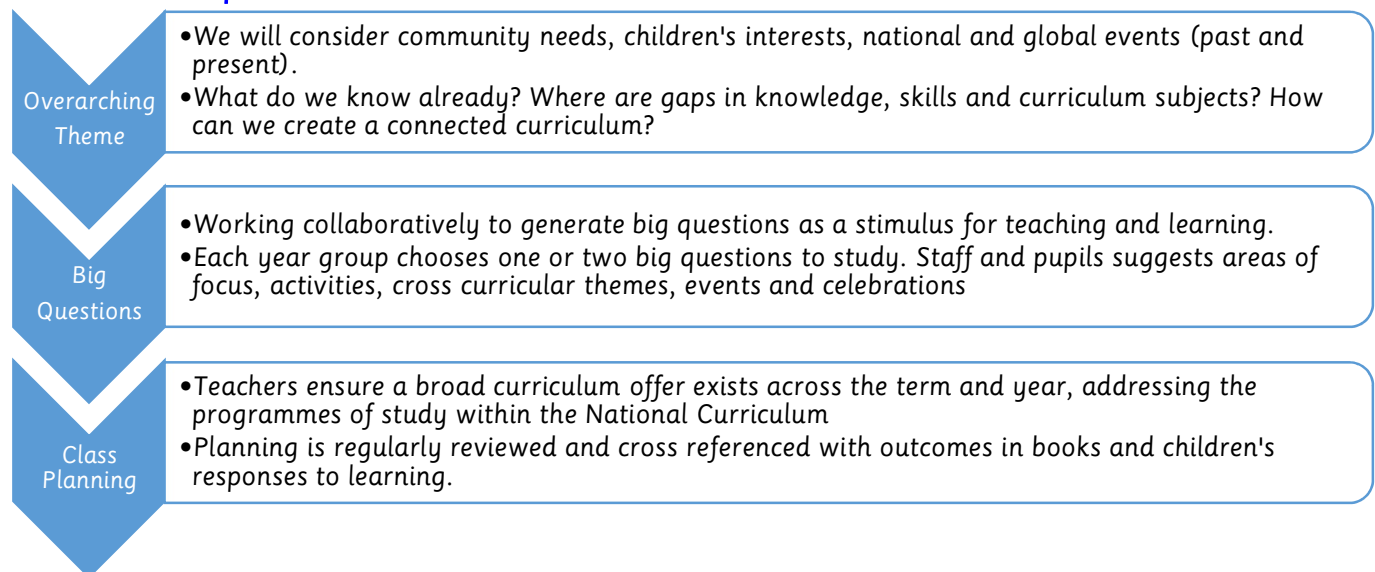 Overarching
Theme
•We will consider community needs, children's interests, national and global events (past and
present).
•What do we know already? Where are gaps in knowledge, skills and curriculum subjects? How
can we create a connected curriculum?
Big
Questions
•Working collaboratively to generate big questions as a stimulus for teaching and learning.
•Each year group chooses one or two big questions to study. Staff and pupils suggests areas of
focus, activities, cross curricular themes, events and celebrations
Class
Planning
•Teachers ensure a broad curriculum offer exists across the term and year, addressing the
programmes of study within the National Curriculum
•Planning is regularly reviewed and cross referenced with outcomes in books and children's
responses to learning.